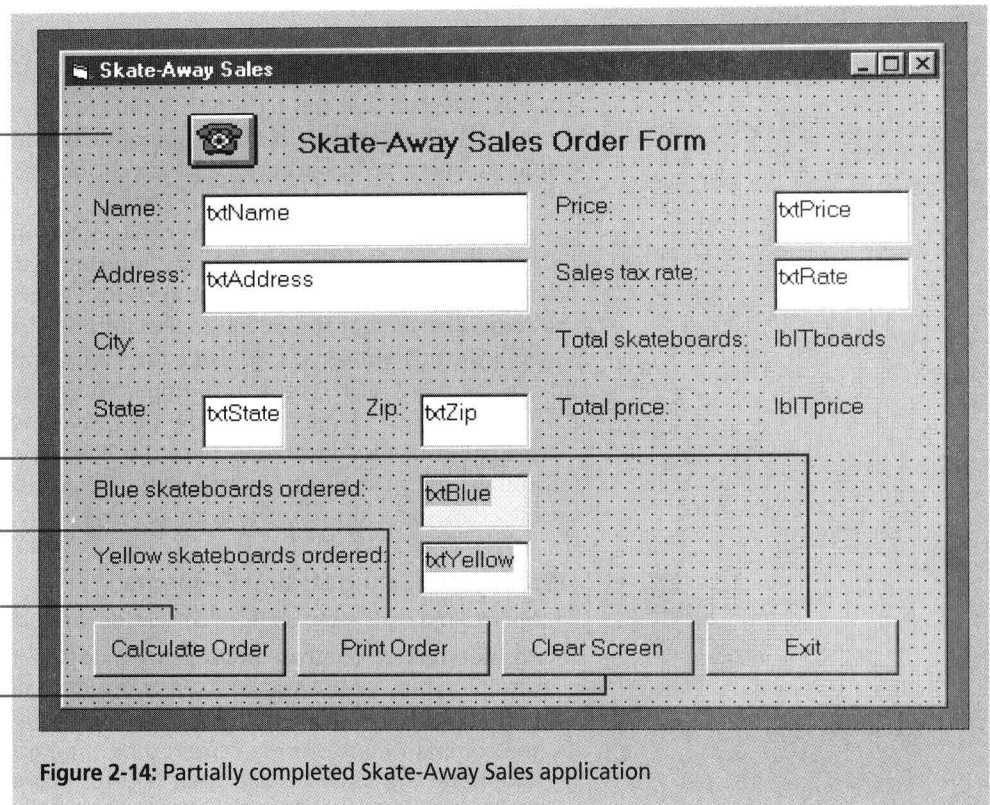 Skate-Away Sales
Skate-Away Sales Order Form
Name: txtName Price: txtPrice
Address: txtAddress Sales tax rate: txtRate
City: Total skateboards: lblTboards
State: txtState Zip: txtZip Total price: lblTprice
Blue skateboards ordered: txtBlue
Yellow skateboards ordered: txtYellow
Calculate Order Print Order Clear Screen Exit
Figure 2-14: Partially completed Skate-Away Sales application